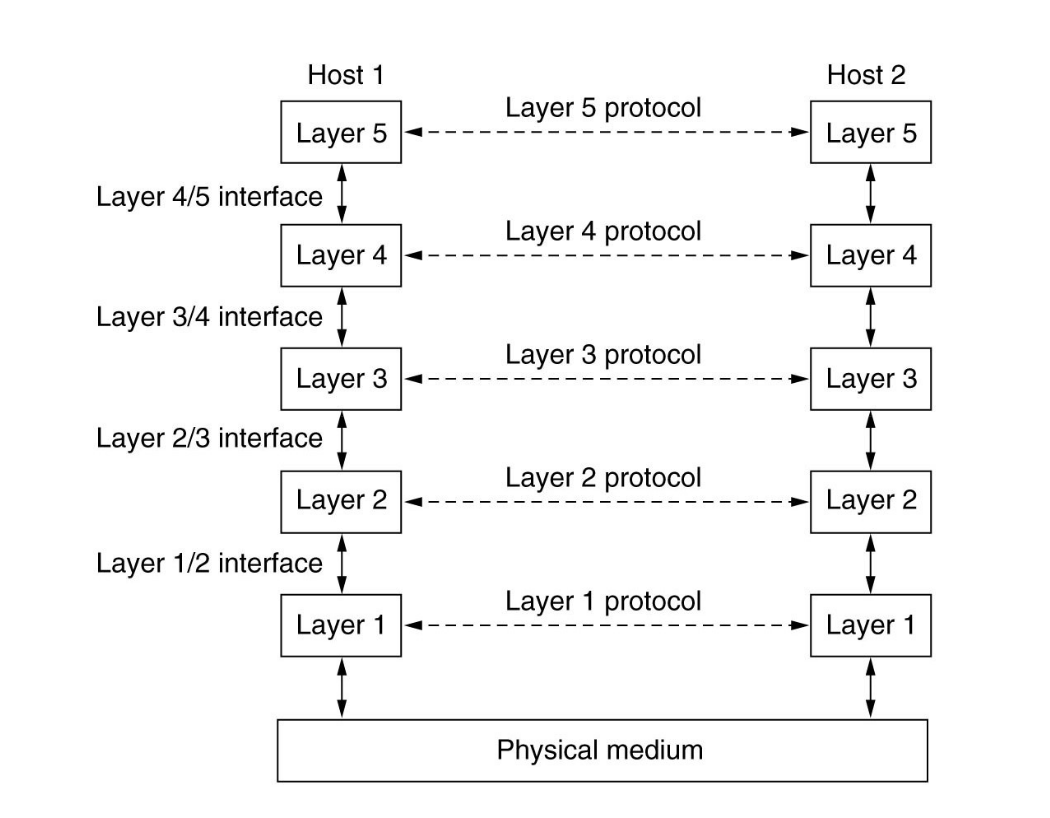 Host 1
Host 2
Layer 5 protocol
Layer 5
Layer 5
Layer 4/5 interface
Layer 4 protocol
Layer 4
Layer 4
Layer 3/4 interface
Layer 3 protocol
Layer 3
Layer 3
Layer 2/3 interface
Layer 2 protocol
Layer 2
Layer 2
Layer 1/2 interface
Layer 1 protocol
Layer 1
Layer 1
Physical medium